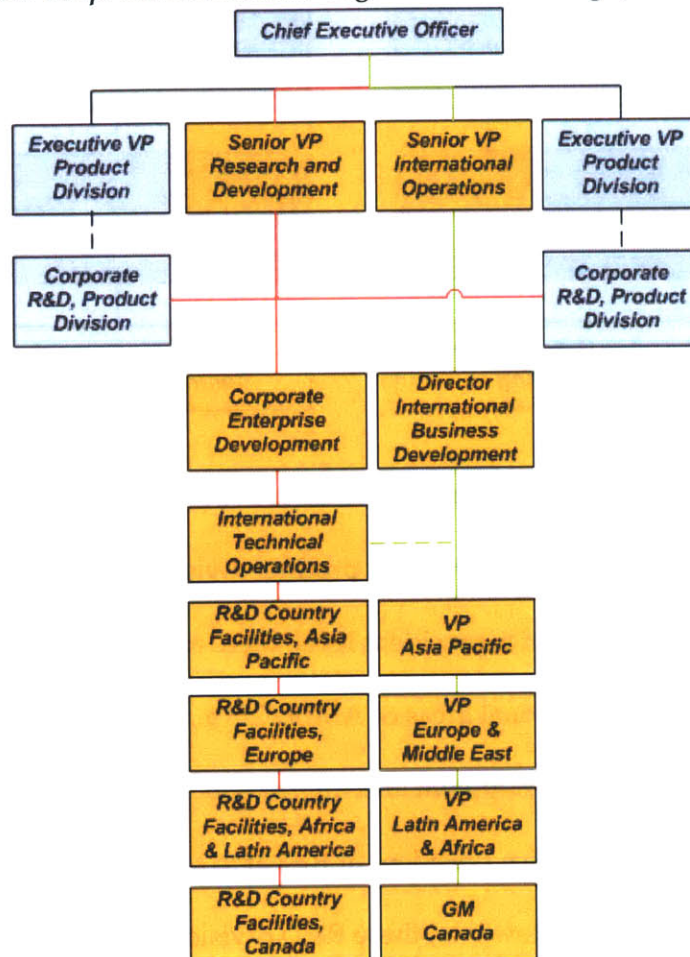 Chief Executive Officer
Executive VP
Product
Division
Senior VP
Research and
Development
Senior VP
International
Operations
Executive VP
Product
Division
Corporate
R&D, Product
Division
Corporate
R&D, Product
Division
Corporate
Enterprise
Development
Director
International
Business
Development
International
Technical
Operations
R&D Country
Facilities, Asia
Pacific
VP
Asia Pacific
R&D Country
Facilities,
Europe
VP
Europe &
Middle East
R&D Country
Facilities, Africa
& Latin America
VP
Latin America
& Africa
R&D Country
Facilities,
Canada
GM
Canada